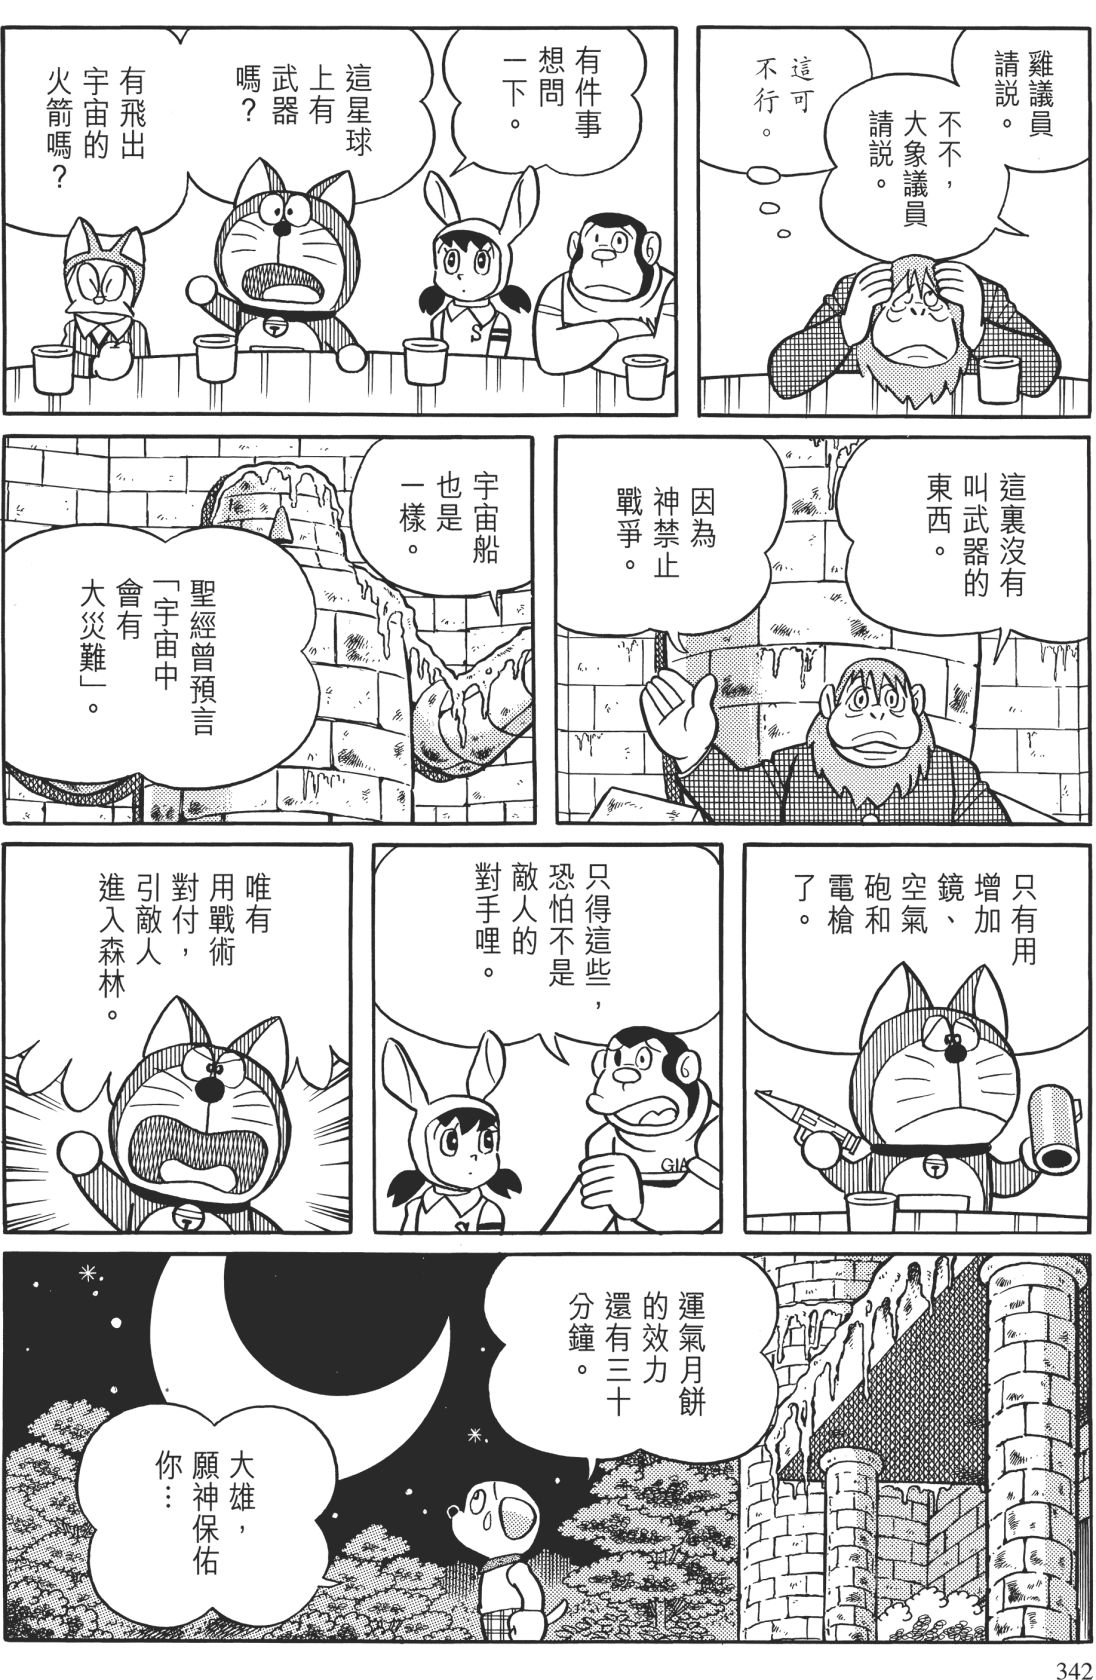 雞議員
請說。
不不，
大象議員
請說。
這可
不行。
有件事
想問
一下。
這星球
上有
武器
嗎？
有飛出
宇宙的
火箭嗎？
S
這裏沒有
叫武器的
東西。
因為
神禁止
戰爭。
宇宙船
也是
一樣。
聖經曾預言
「宇宙中
會有
大災難」。
只有用
增加
鏡、
空氣
砲和
電槍
了。
只得這些，
恐怕不是
敵人的
對手哩。
GIA
S
唯有
用戰術
對付，
引敵人
進入森林。
運氣月餅
的效力
還有三十
分鐘。
大雄，
願神保佑
你…
342